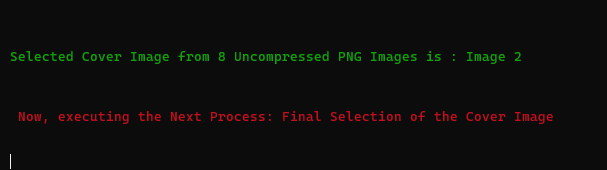 Selected Cover Image from 8 Uncompressed PNG Images is : Image 2
Now, executing the Next Process: Final Selection of the Cover Image